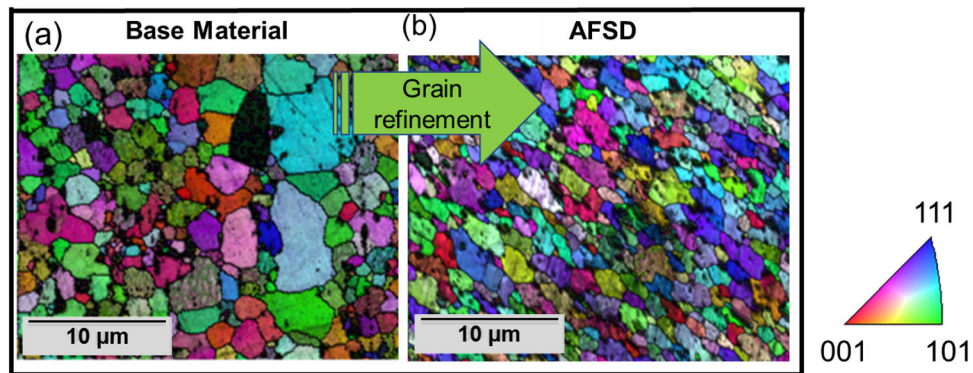 (a) Base Material
(b) AFSD
Grain
refinement
10 µm
10 µm
111
001
101